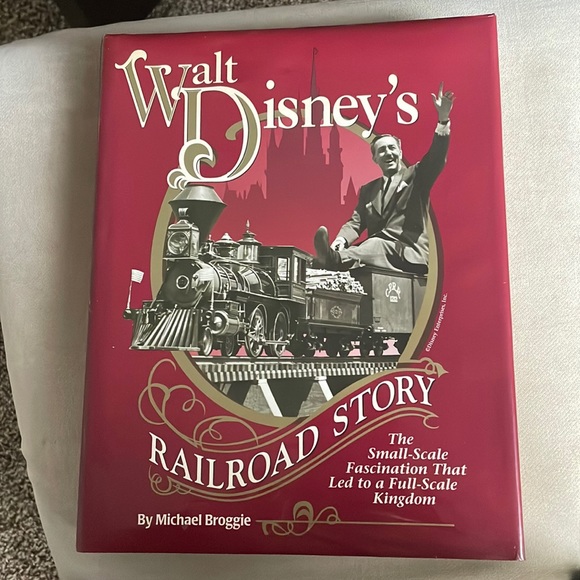 Walt
Disney's
RAILROAD STORY
The
Small-Scale
Fascination That
Led to a Full-Scale
Kingdom
By Michael Broggie
©Disney Enterprises, Inc.